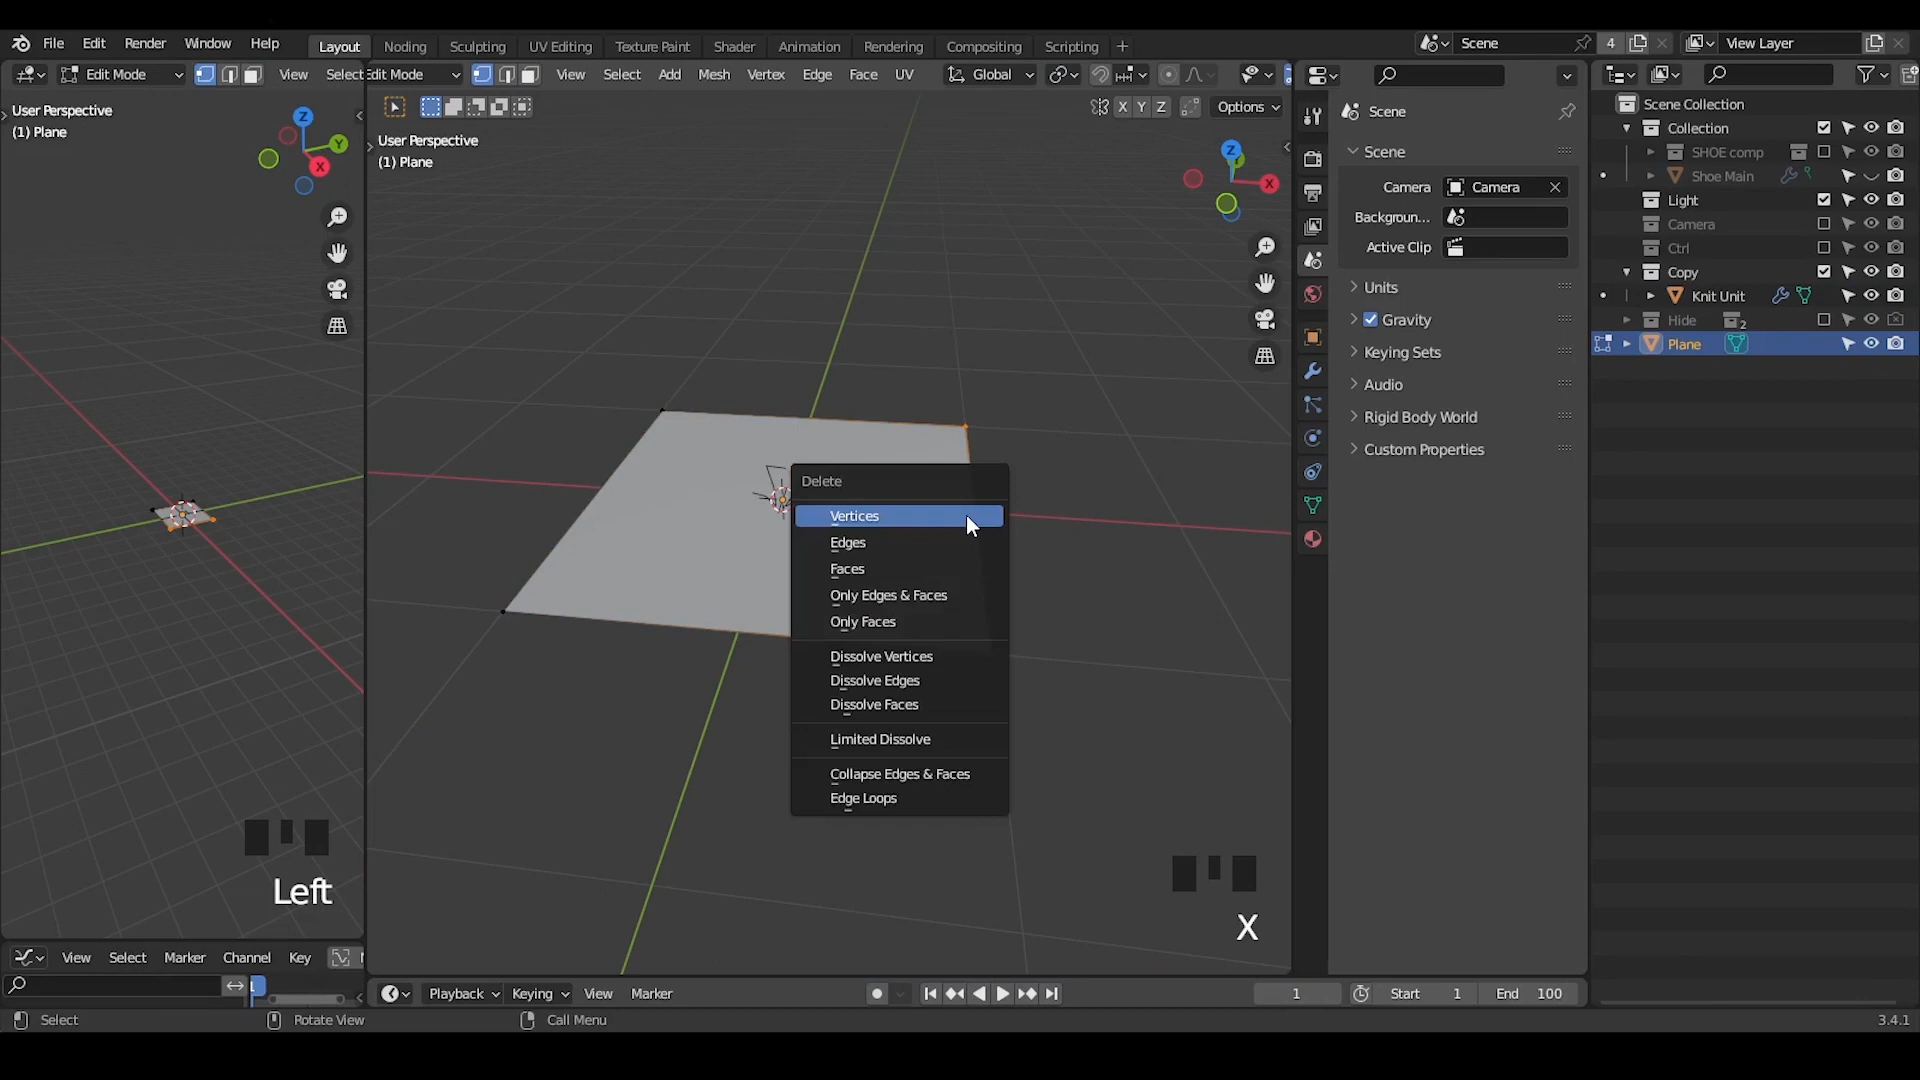 File Edit Render Window Help Layout Noding Sculpting UV Editing Texture Paint Shader Animation Rendering Compositing Scripting Scene 4 View Layer
Edit Mode View Select dit Mode View Select Add Mesh Vertex Edge Face UV Global
X Y Z Options
User Perspective
(1) Plane
Z
Y
X
User Perspective
(1) Plane
Z
X
Delete
Vertices
Edges
Faces
Only Edges & Faces
Only Faces
Dissolve Vertices
Dissolve Edges
Dissolve Faces
Limited Dissolve
Collapse Edges & Faces
Edge Loops
Left
X
Scene
Scene
Camera Camera
Backgroun...
Active Clip
Units
Gravity
Keying Sets
Audio
Rigid Body World
Custom Properties
Scene Collection
Collection
SHOE comp
Shoe Main
Light
Camera
Ctrl
Copy
Knit Unit
Hide 2
Plane
View Select Marker Channel Key
1
Playback Keying View Marker 1 Start 1 End 100
Select Rotate View Call Menu 3.4.1